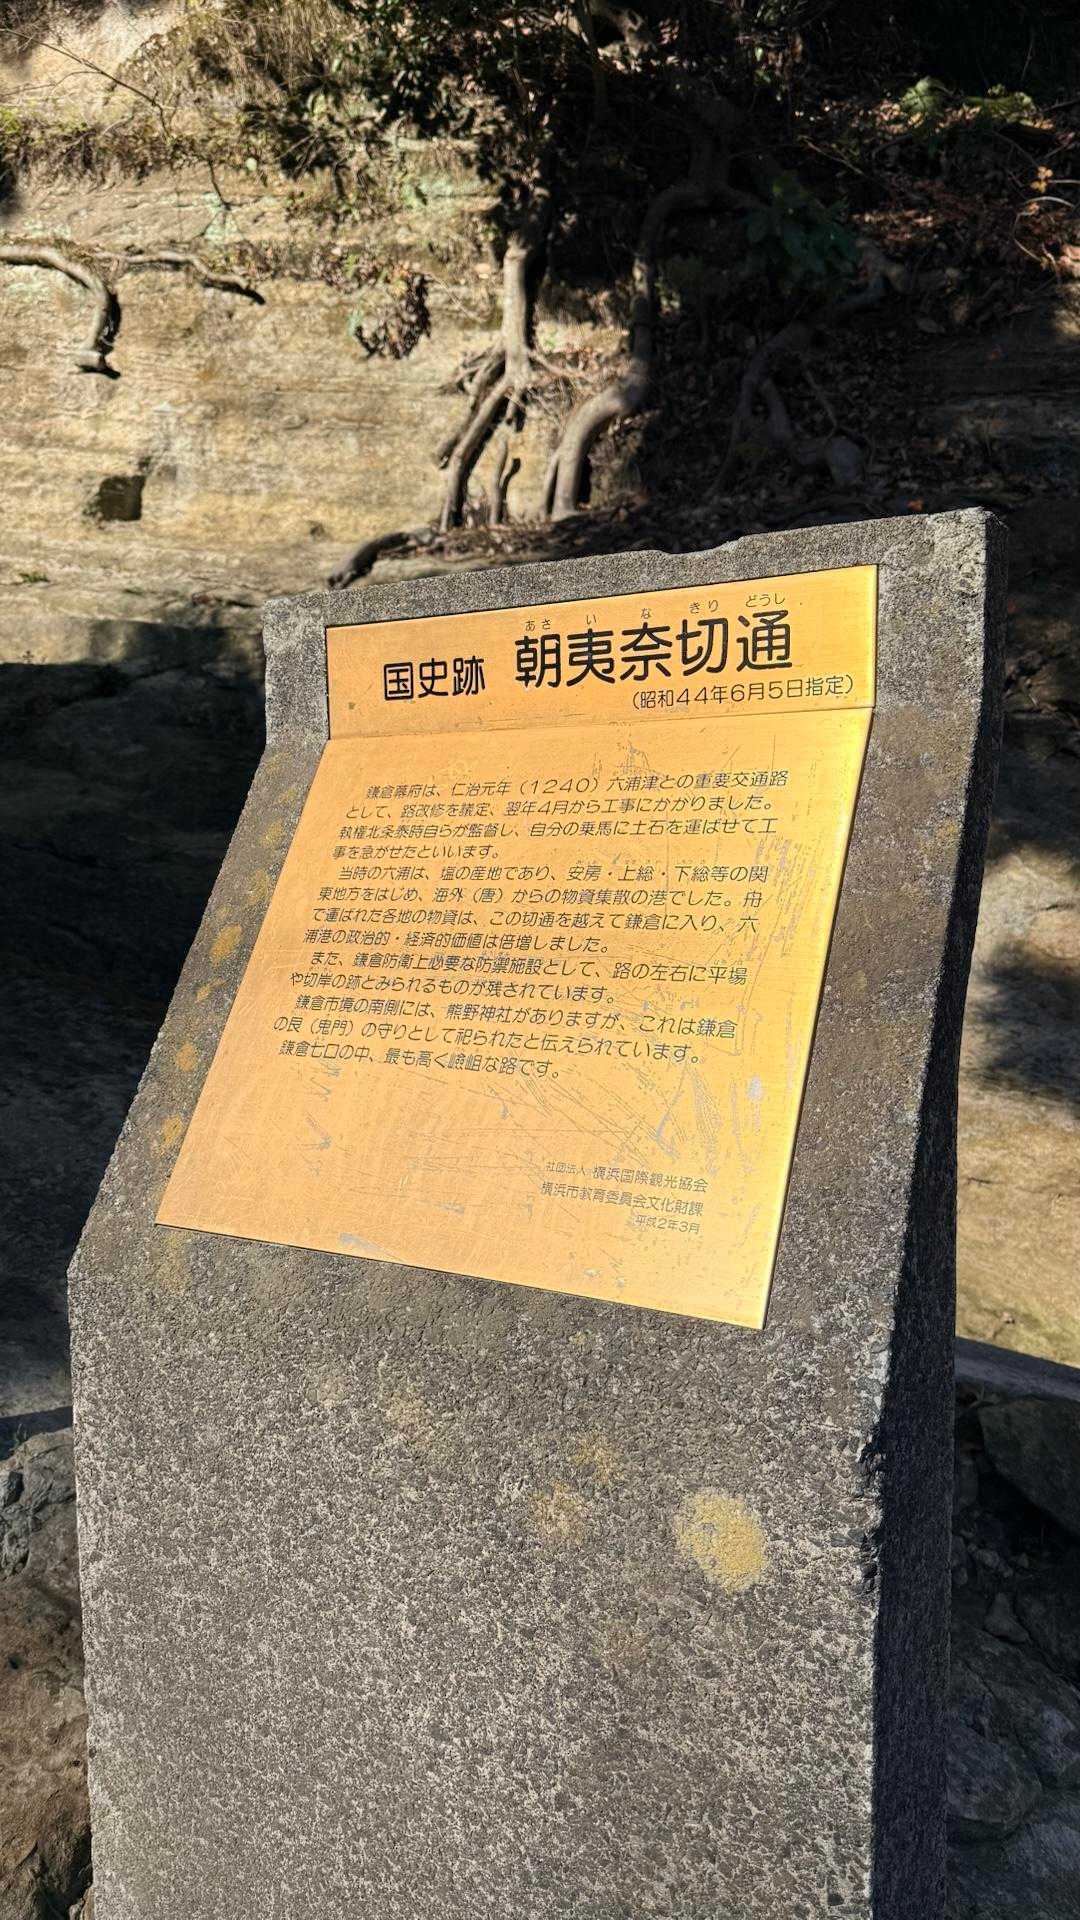 あさ い な きり どうし
国史跡 朝夷奈切通
(昭和44年6月5日指定)
鎌倉幕府は、仁治元年(1240)六浦津との重要交通路
として、路改修を議定、翌年4月から工事にかかりました。
執権北条泰時自らが監督し、自分の乗馬に土石を運ばせて工
事を急がせたといいます。
当時の六浦は、塩の産地であり、安房・上総・下総等の関
東地方をはじめ、海外(唐)からの物資集散の港でした。舟
で運ばれた各地の物資は、この切通を越えて鎌倉に入り、六
浦港の政治的・経済的価値は倍増しました。
また、鎌倉防衛上必要な防禦施設として、路の左右に平場
や切岸の跡とみられるものが残されています。
鎌倉市境の南側には、熊野神社がありますが、これは鎌倉
の艮(鬼門)の守りとして祀られたと伝えられています。
鎌倉七口の中、最も高く嶮岨な路です。
社団法人 横浜国際観光協会
横浜市教育委員会文化財課
平成2年3月